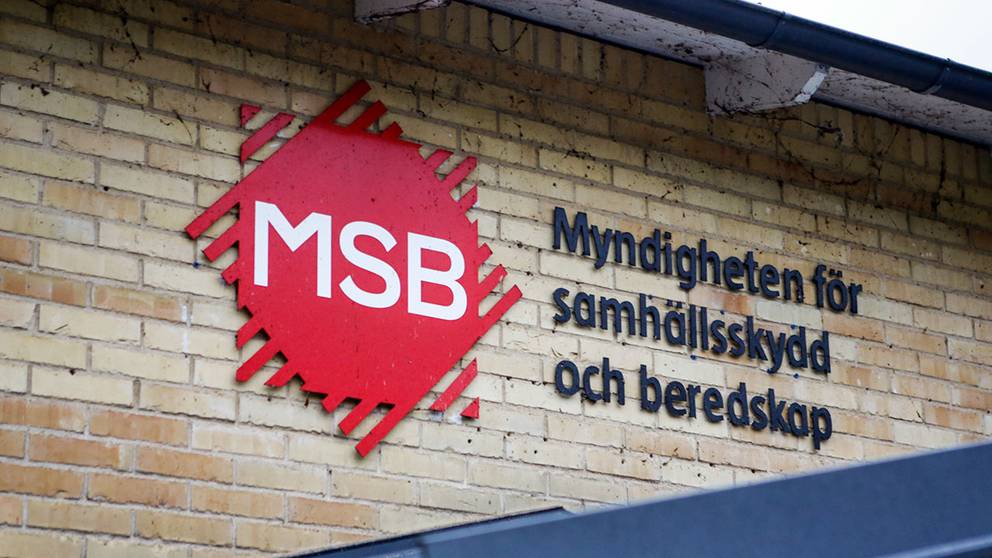 MSB
Myndigheten för
samhällsskydd
och beredskap